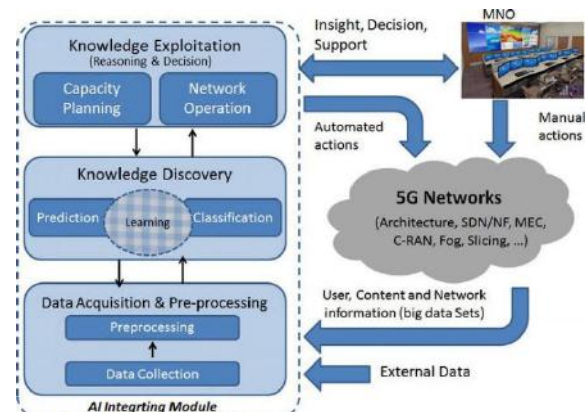 Knowledge Exploitation
(Reasoning & Decision)
Capacity
Planning
Network
Operation
Knowledge Discovery
Prediction
Learning
Classification
Data Acquisition & Pre-processing
Preprocessing
Data Collection
AI Integrting Module
Insight, Decision,
Support
MNO
Automated
actions
Manual
actions
5G Networks
(Architecture, SDN/NF, MEC,
C-RAN, Fog, Slicing, ...)
User, Content and Network
information (big data Sets)
External Data